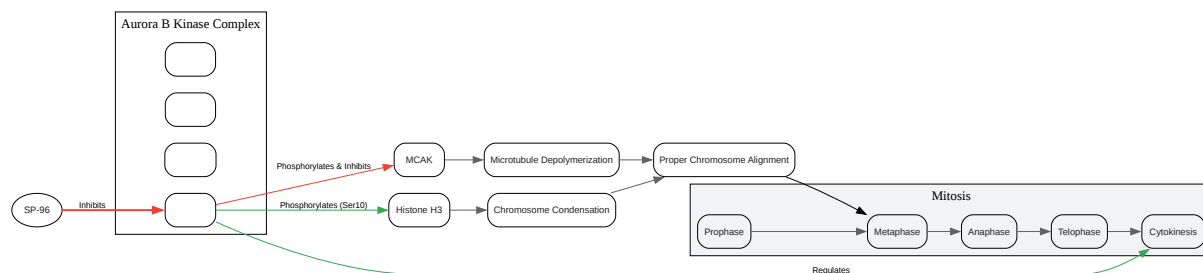 Aurora B Kinase Complex
Phosphorylates & Inhibits
MCAK
Microtubule Depolymerization
Proper Chromosome Alignment
SP-96
Inhibits
Phosphorylates (Ser10)
Histone H3
Chromosome Condensation
Mitosis
Prophase
Metaphase
Anaphase
Telophase
Cytokinesis
Regulates